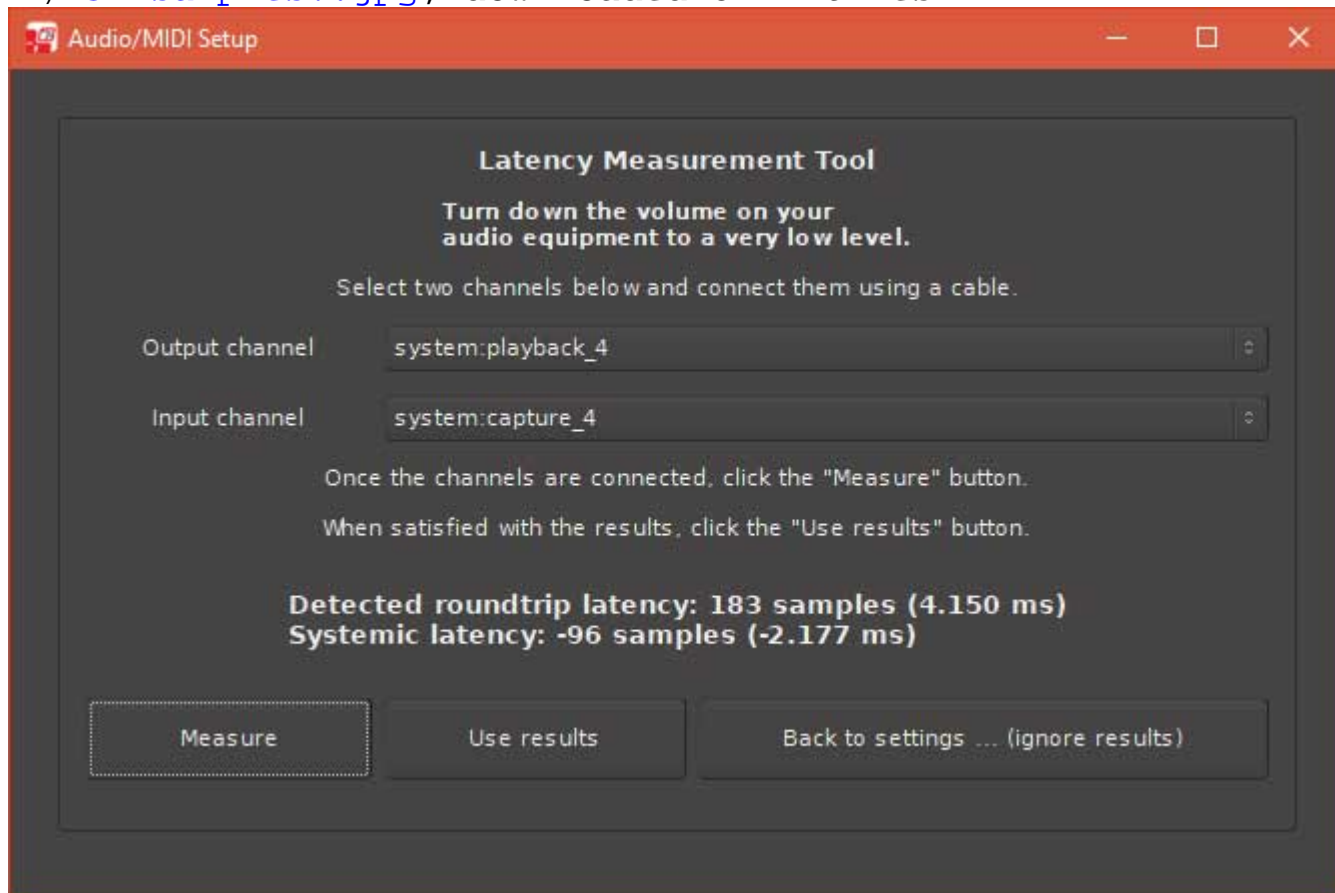 Audio/MIDI Setup
Latency Measurement Tool
Turn down the volume on your
audio equipment to a very low level.
Select two channels below and connect them using a cable.
Output channel system:playback_4
Input channel system:capture_4
Once the channels are connected, click the "Measure" button.
When satisfied with the results, click the "Use results" button.
Detected roundtrip latency: 183 samples (4.150 ms)
Systemic latency: -96 samples (-2.177 ms)
Measure Use results Back to settings ... (ignore results)